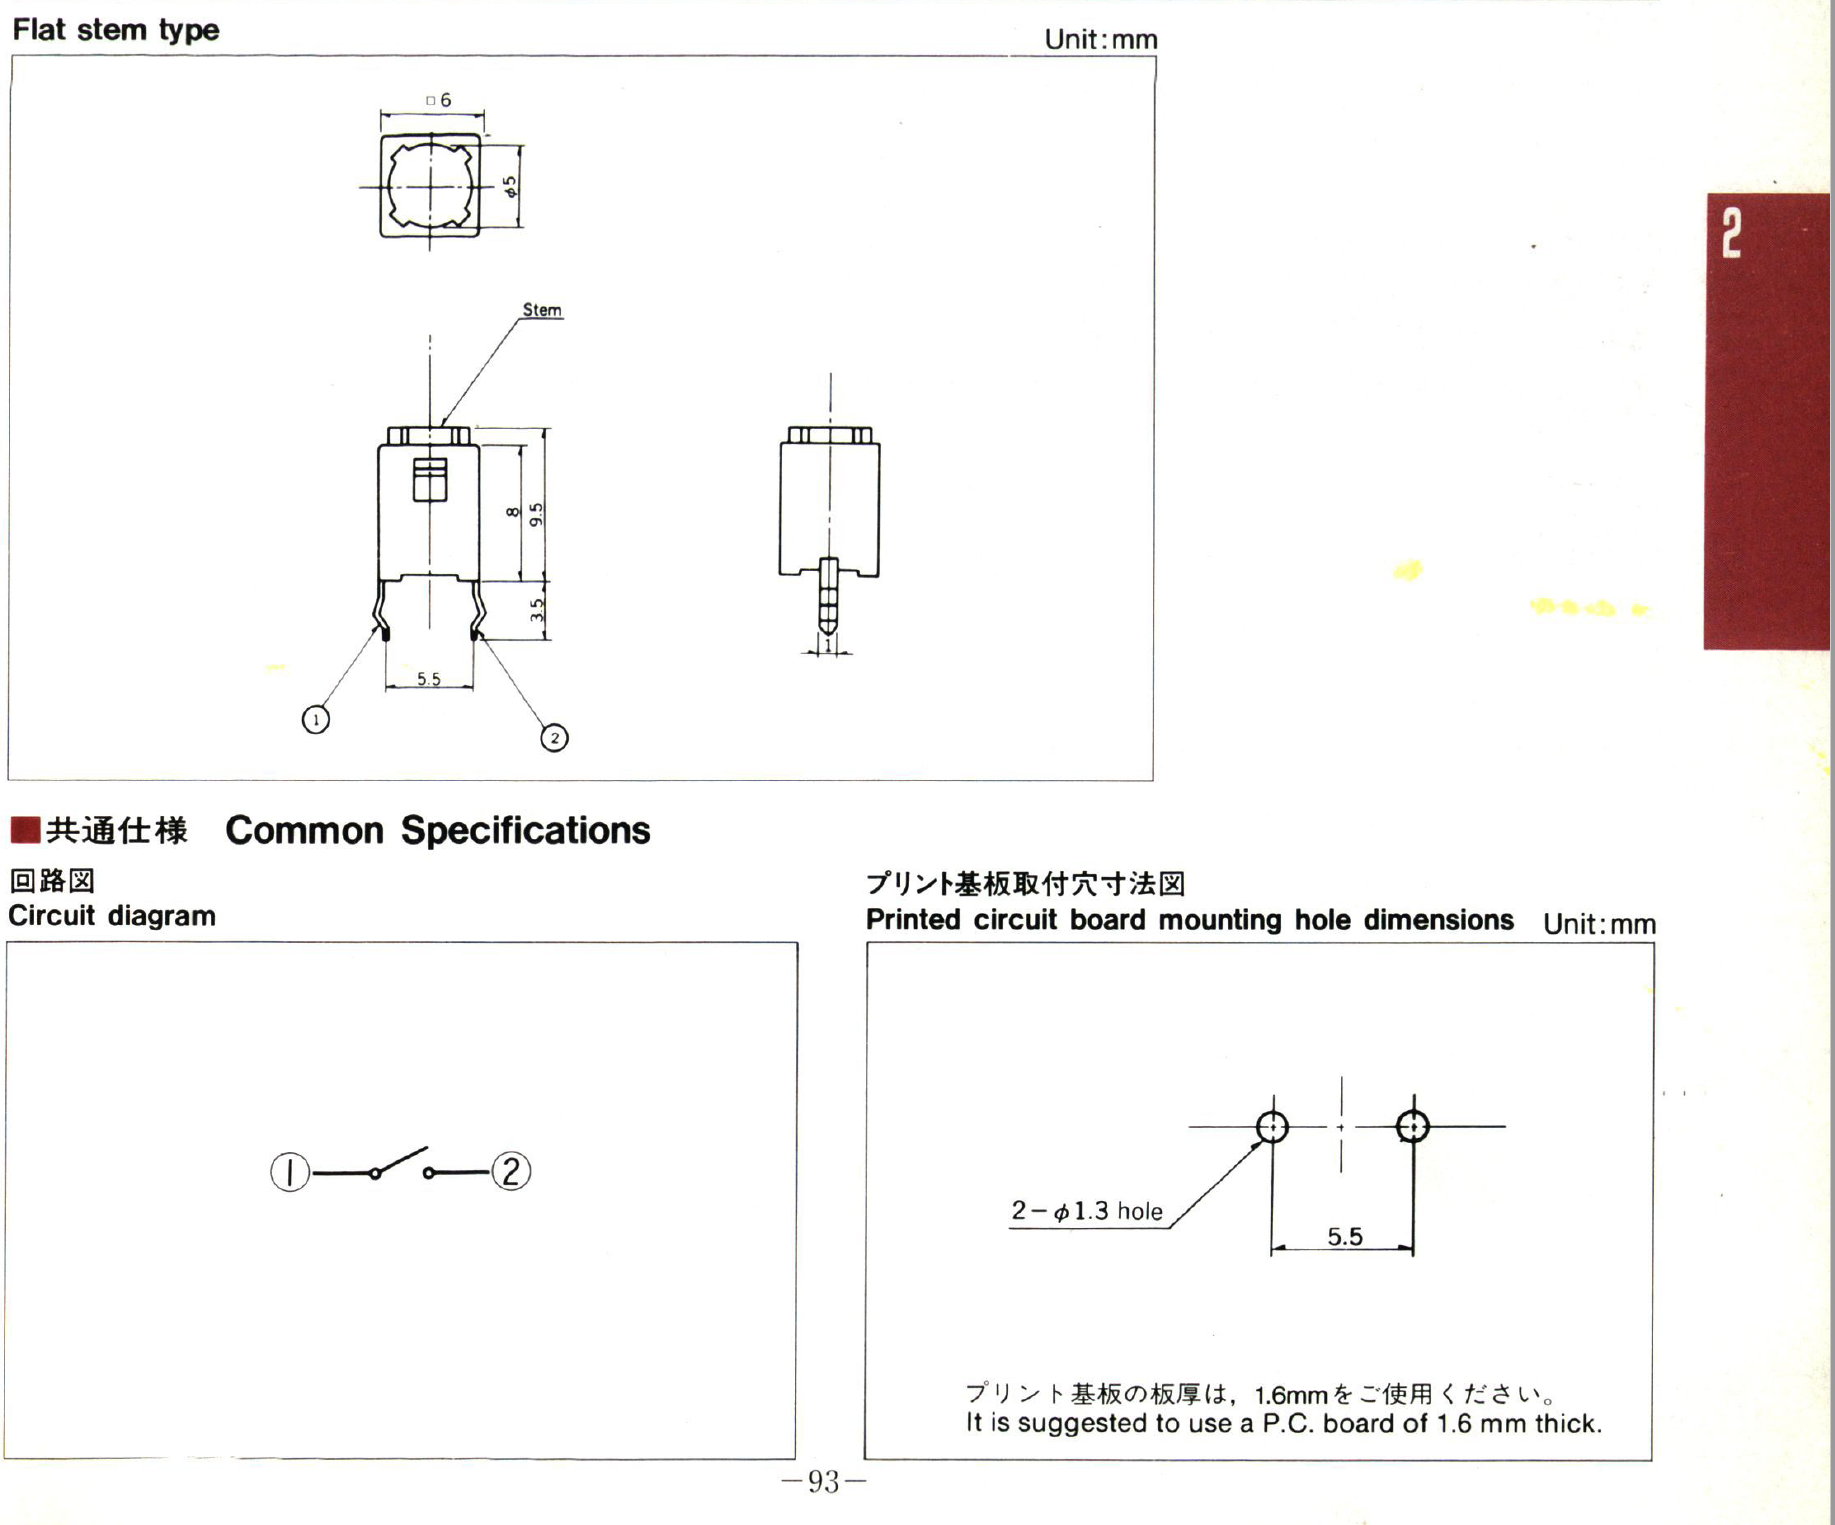 Flat stem type
Unit:mm
2
□6
φ5
Stem
8
9.5
3.5
5.5
1
1
2
■共通仕様 Common Specifications
回路図
Circuit diagram
プリント基板取付穴寸法図
Printed circuit board mounting hole dimensions Unit:mm
1
2
2-φ1.3 hole
5.5
プリント基板の板厚は,1.6mmをご使用ください。
It is suggested to use a P.C. board of 1.6 mm thick.
—93—